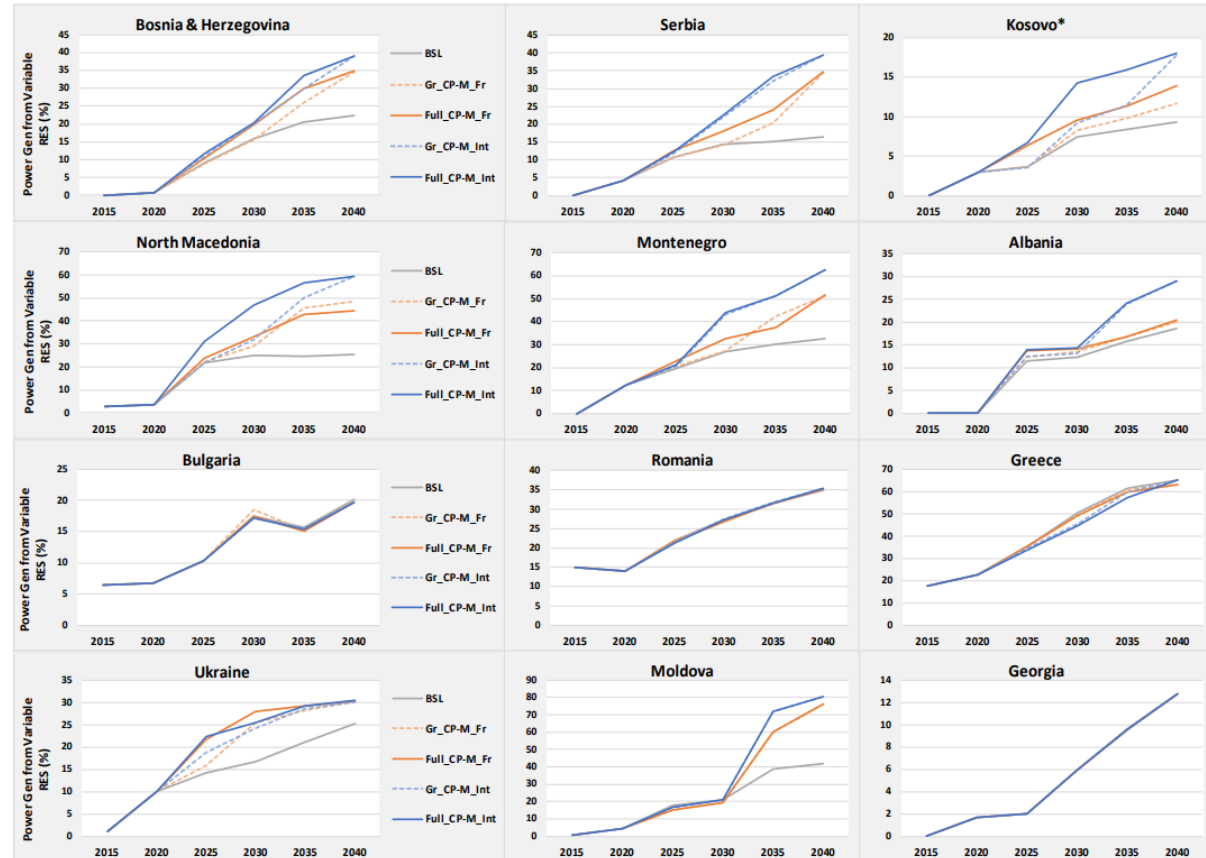 Bosnia & Herzegovina
Power Gen from Variable
RES (%)
45
40
35
30
25
20
15
10
5
0
2015 2020 2025 2030 2035 2040
BSL
Gr_CP-M_Fr
Full_CP-M_Fr
Gr_CP-M_Int
Full_CP-M_Int
Serbia
45
40
35
30
25
20
15
10
5
0
2015 2020 2025 2030 2035 2040
Kosovo*
20
15
10
5
0
2015 2020 2025 2030 2035 2040
North Macedonia
Power Gen from Variable
RES (%)
70
60
50
40
30
20
10
0
2015 2020 2025 2030 2035 2040
BSL
Gr_CP-M_Fr
Full_CP-M_Fr
Gr_CP-M_Int
Full_CP-M_Int
Montenegro
70
60
50
40
30
20
10
0
2015 2020 2025 2030 2035 2040
Albania
35
30
25
20
15
10
5
0
2015 2020 2025 2030 2035 2040
Bulgaria
Power Gen from Variable
RES (%)
25
20
15
10
5
0
2015 2020 2025 2030 2035 2040
BSL
Gr_CP-M_Fr
Full_CP-M_Fr
Gr_CP-M_Int
Full_CP-M_Int
Romania
40
35
30
25
20
15
10
5
0
2015 2020 2025 2030 2035 2040
Greece
70
60
50
40
30
20
10
0
2015 2020 2025 2030 2035 2040
Ukraine
Power Gen from Variable
RES (%)
35
30
25
20
15
10
5
0
2015 2020 2025 2030 2035 2040
BSL
Gr_CP-M_Fr
Full_CP-M_Fr
Gr_CP-M_Int
Full_CP-M_Int
Moldova
90
80
70
60
50
40
30
20
10
0
2015 2020 2025 2030 2035 2040
Georgia
14
12
10
8
6
4
2
0
2015 2020 2025 2030 2035 2040